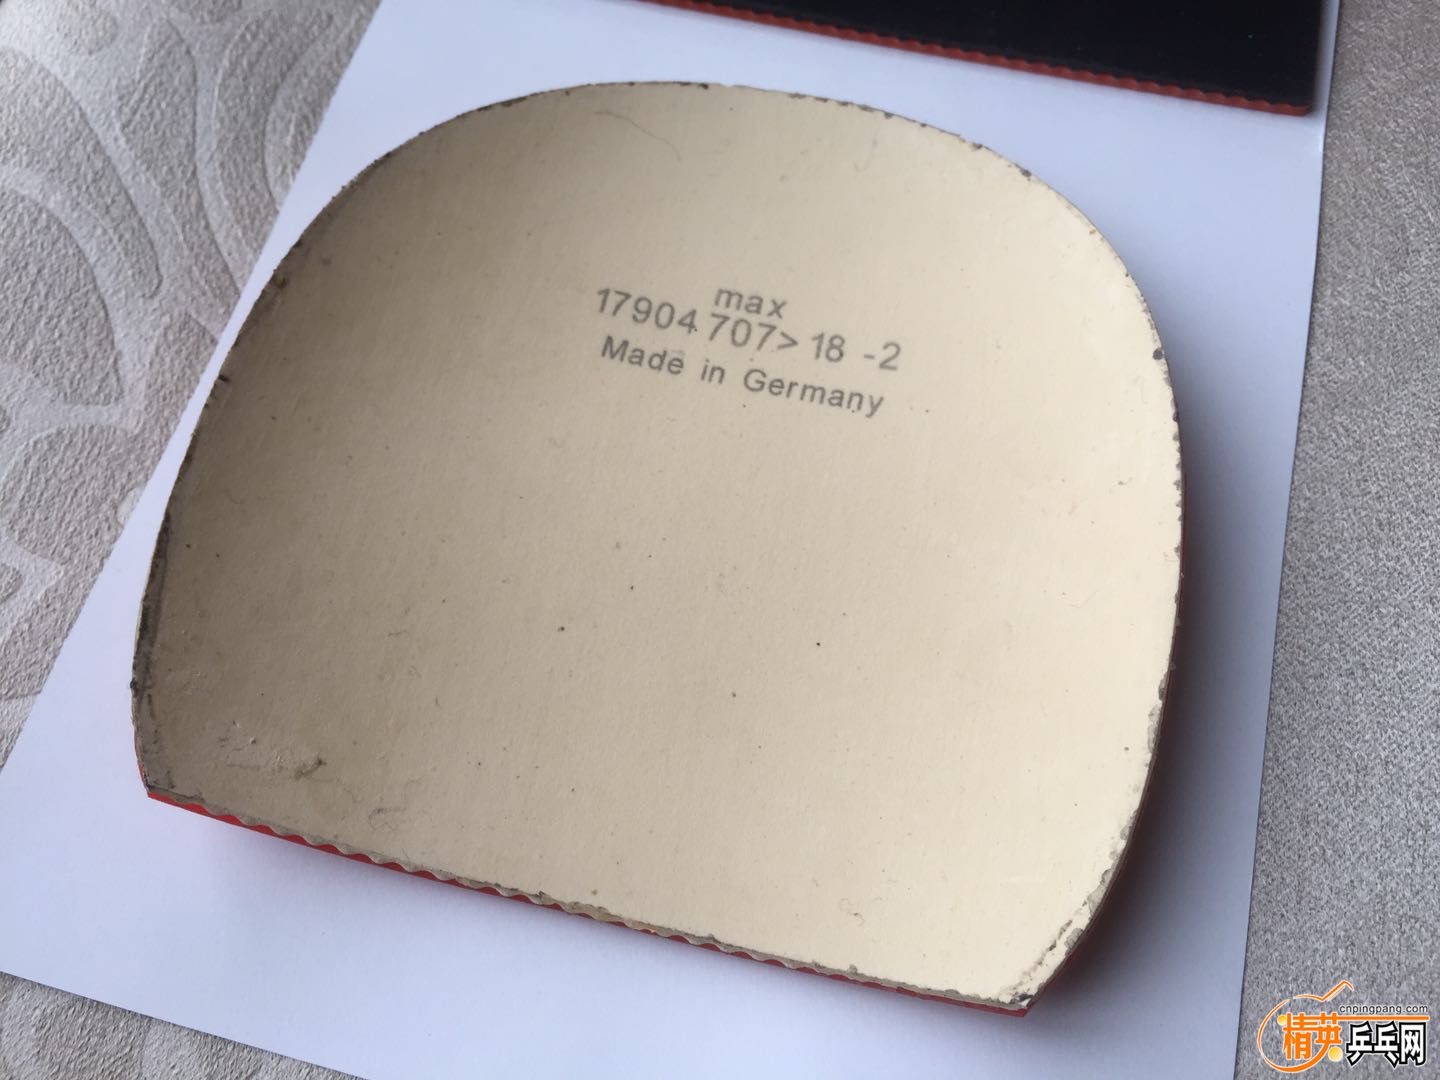 max
17904 707> 18 -2
Made in Germany
cnpingpang.com
精英乒乓网